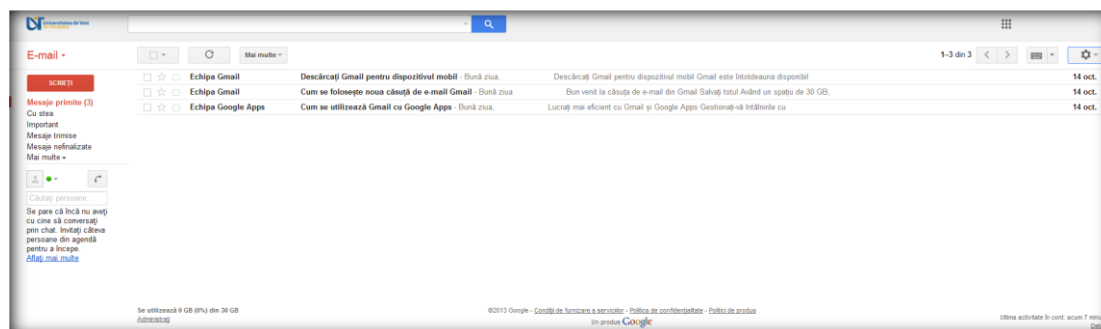 Universitatea de Vest
din Timişoara
E-mail
Mai multe
1–3 din 3
SCRIEȚI
Mesaje primite (3)
Cu stea
Important
Mesaje trimise
Mesaje nefinalizate
Mai multe
Echipa Gmail Descărcați Gmail pentru dispozitivul mobil - Bună ziua, Descărcați Gmail pentru dispozitivul mobil Gmail este întotdeauna disponibil 14 oct.
Echipa Gmail Cum se folosește noua căsuță de e-mail Gmail - Bună ziua Bun venit la căsuța de e-mail din Gmail Salvați totul Având un spațiu de 30 GB, 14 oct.
Echipa Google Apps Cum se utilizează Gmail cu Google Apps - Bună ziua, Lucrați mai eficient cu Gmail și Google Apps Gestionați-vă întâlnirile cu 14 oct.
Căutați persoane...
Se pare că încă nu aveți
cu cine să conversați
prin chat. Invitați câteva
persoane din agendă
pentru a începe.
Aflați mai multe
Se utilizează 0 GB (0%) din 30 GB
Administrați
©2013 Google - Condiții de furnizare a serviciilor - Politica de confidențialitate - Politici de produs
Un produs Google
Ultima activitate în cont: acum 7 minu